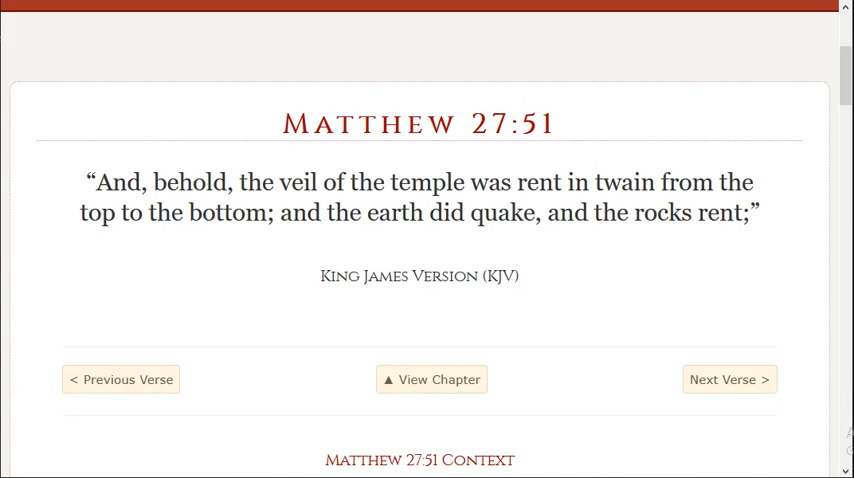 Matthew 27:51
“And, behold, the veil of the temple was rent in twain from the
top to the bottom; and the earth did quake, and the rocks rent;”
King James Version (KJV)
< Previous Verse
▲ View Chapter
Next Verse >
Matthew 27:51 Context